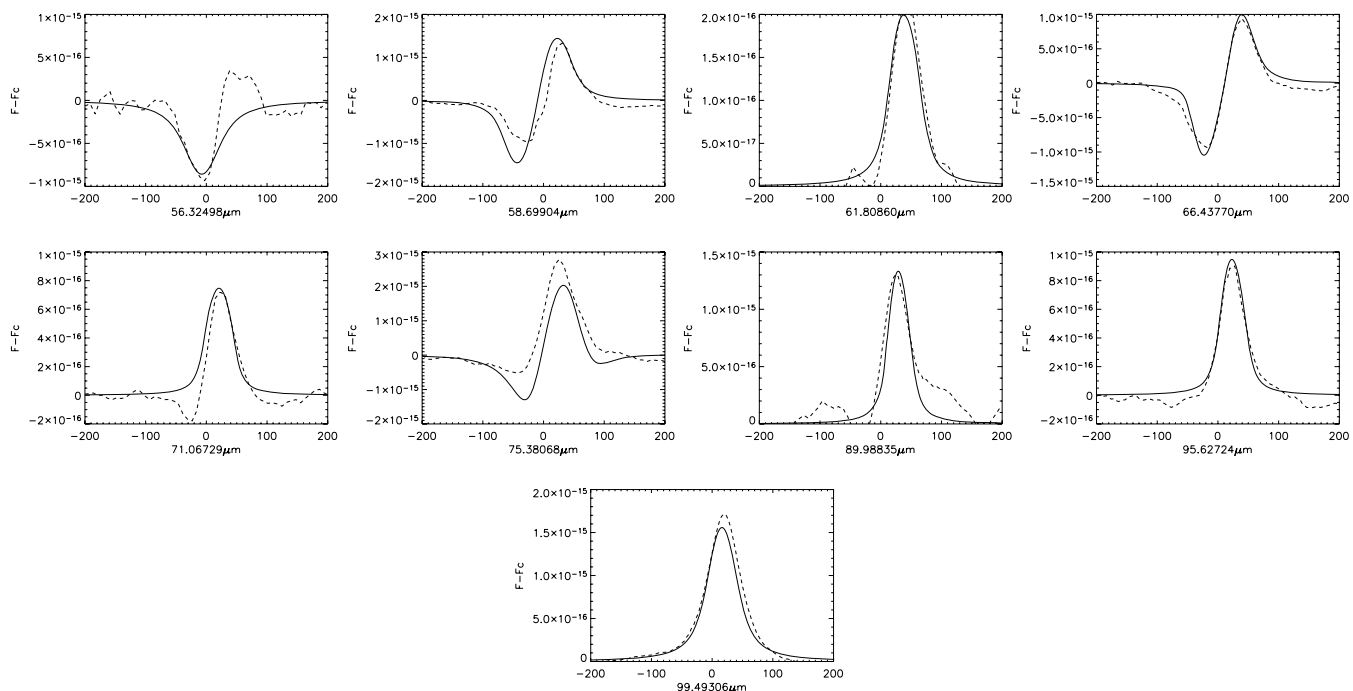 F−Fc
1×10⁻¹⁵
5×10⁻¹⁶
0
−5×10⁻¹⁶
−1×10⁻¹⁵
−200 −100 0 100 200
56.32498μm
F−Fc
2×10⁻¹⁵
1×10⁻¹⁵
0
−1×10⁻¹⁵
−2×10⁻¹⁵
−200 −100 0 100 200
58.69904μm
F−Fc
2.0×10⁻¹⁶
1.5×10⁻¹⁶
1.0×10⁻¹⁶
5.0×10⁻¹⁷
0
−200 −100 0 100 200
61.80860μm
F−Fc
1.0×10⁻¹⁵
5.0×10⁻¹⁶
0
−5.0×10⁻¹⁶
−1.0×10⁻¹⁵
−1.5×10⁻¹⁵
−200 −100 0 100 200
66.43770μm
F−Fc
1×10⁻¹⁵
8×10⁻¹⁶
6×10⁻¹⁶
4×10⁻¹⁶
2×10⁻¹⁶
0
−2×10⁻¹⁶
−200 −100 0 100 200
71.06729μm
F−Fc
3×10⁻¹⁵
2×10⁻¹⁵
1×10⁻¹⁵
0
−1×10⁻¹⁵
−2×10⁻¹⁵
−200 −100 0 100 200
75.38068μm
F−Fc
1.5×10⁻¹⁵
1.0×10⁻¹⁵
5.0×10⁻¹⁶
0
−200 −100 0 100 200
89.98835μm
F−Fc
1×10⁻¹⁵
8×10⁻¹⁶
6×10⁻¹⁶
4×10⁻¹⁶
2×10⁻¹⁶
0
−2×10⁻¹⁶
−200 −100 0 100 200
95.62724μm
F−Fc
2.0×10⁻¹⁵
1.5×10⁻¹⁵
1.0×10⁻¹⁵
5.0×10⁻¹⁶
0
−200 −100 0 100 200
99.49306μm